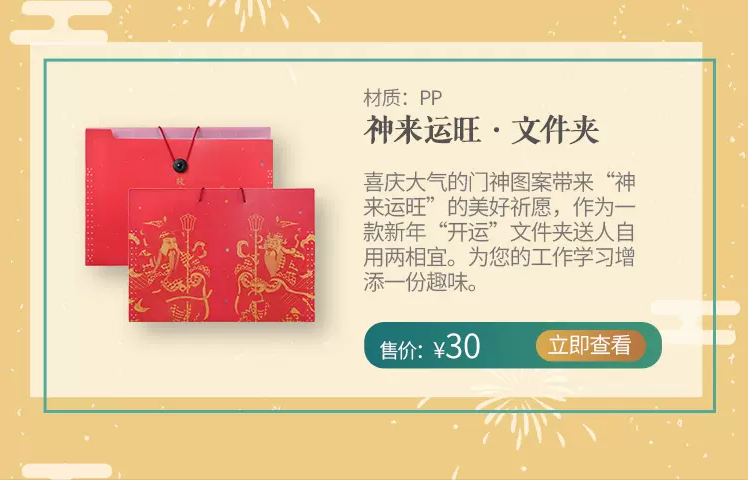 材质：PP
神来运旺·文件夹
喜庆大气的门神图案带来“神
来运旺”的美好祈愿，作为一
款新年“开运”文件夹送人自
用两相宜。为您的工作学习增
添一份趣味。
售价：¥30
立即查看